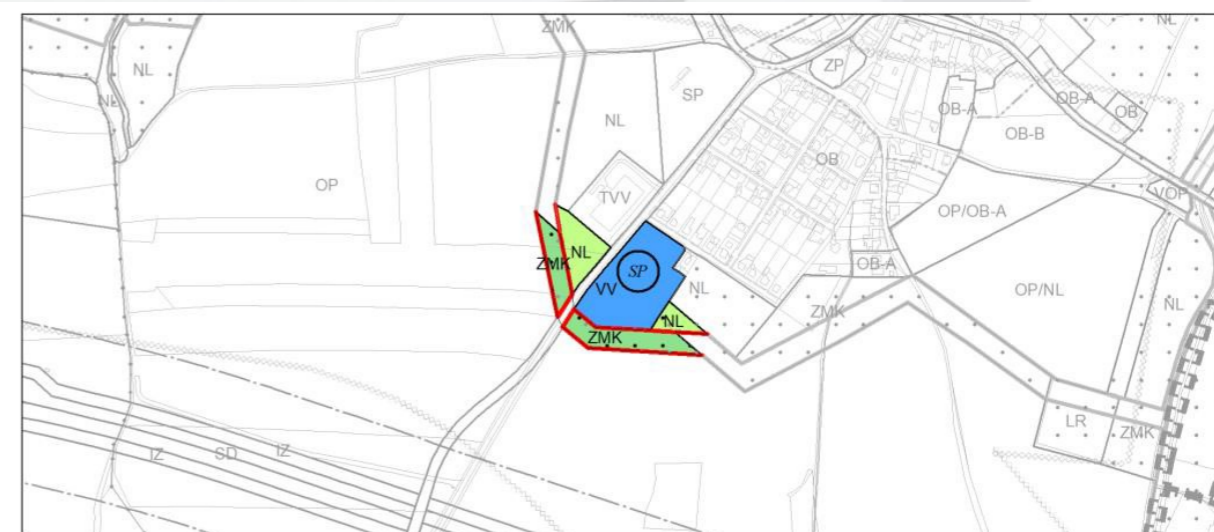 ZMK
NL
NL
ZP
SP
NL
OB-A
OB-A
OB
NL
OB-B
OB
OP
TVV
VOP
OP/OB-A
NL
ZMK
SP
OB-A
VV
NL
OP/NL
NL
ZMK
NL
ZMK
LR
ZMK
IZ
SD
IZ